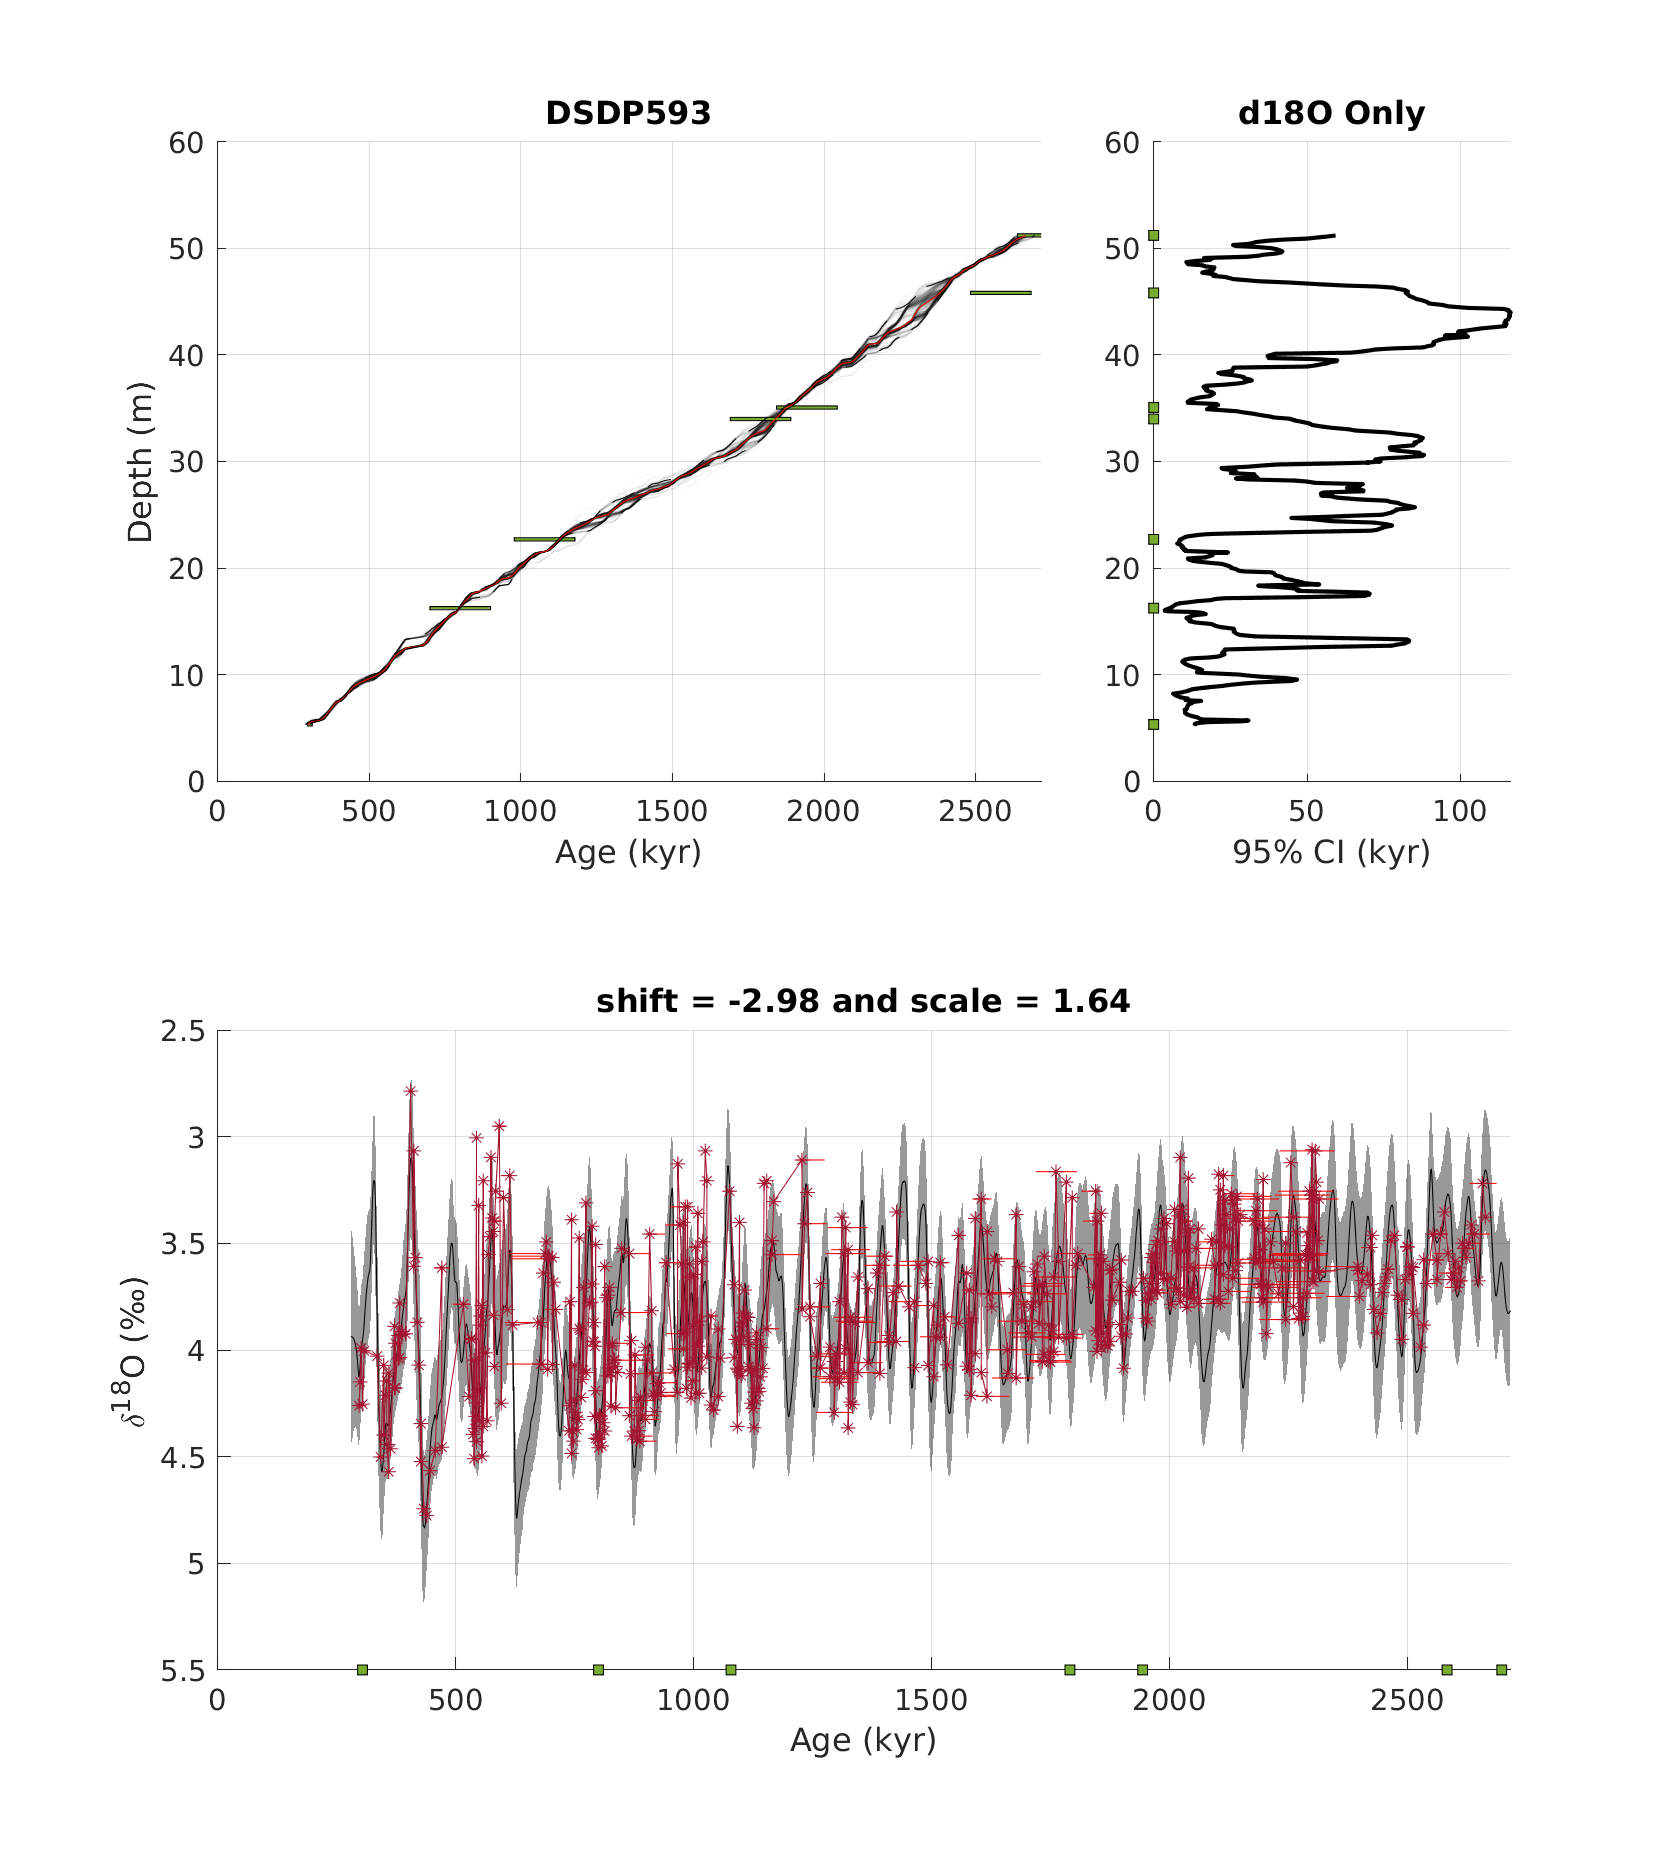 DSDP593
d18O Only
60
50
40
30
20
10
0
Depth (m)
0 500 1000 1500 2000 2500
Age (kyr)
60
50
40
30
20
10
0
0 50 100
95% CI (kyr)
shift = -2.98 and scale = 1.64
2.5
3
3.5
4
4.5
5
5.5
δ18O (‰)
0 500 1000 1500 2000 2500
Age (kyr)